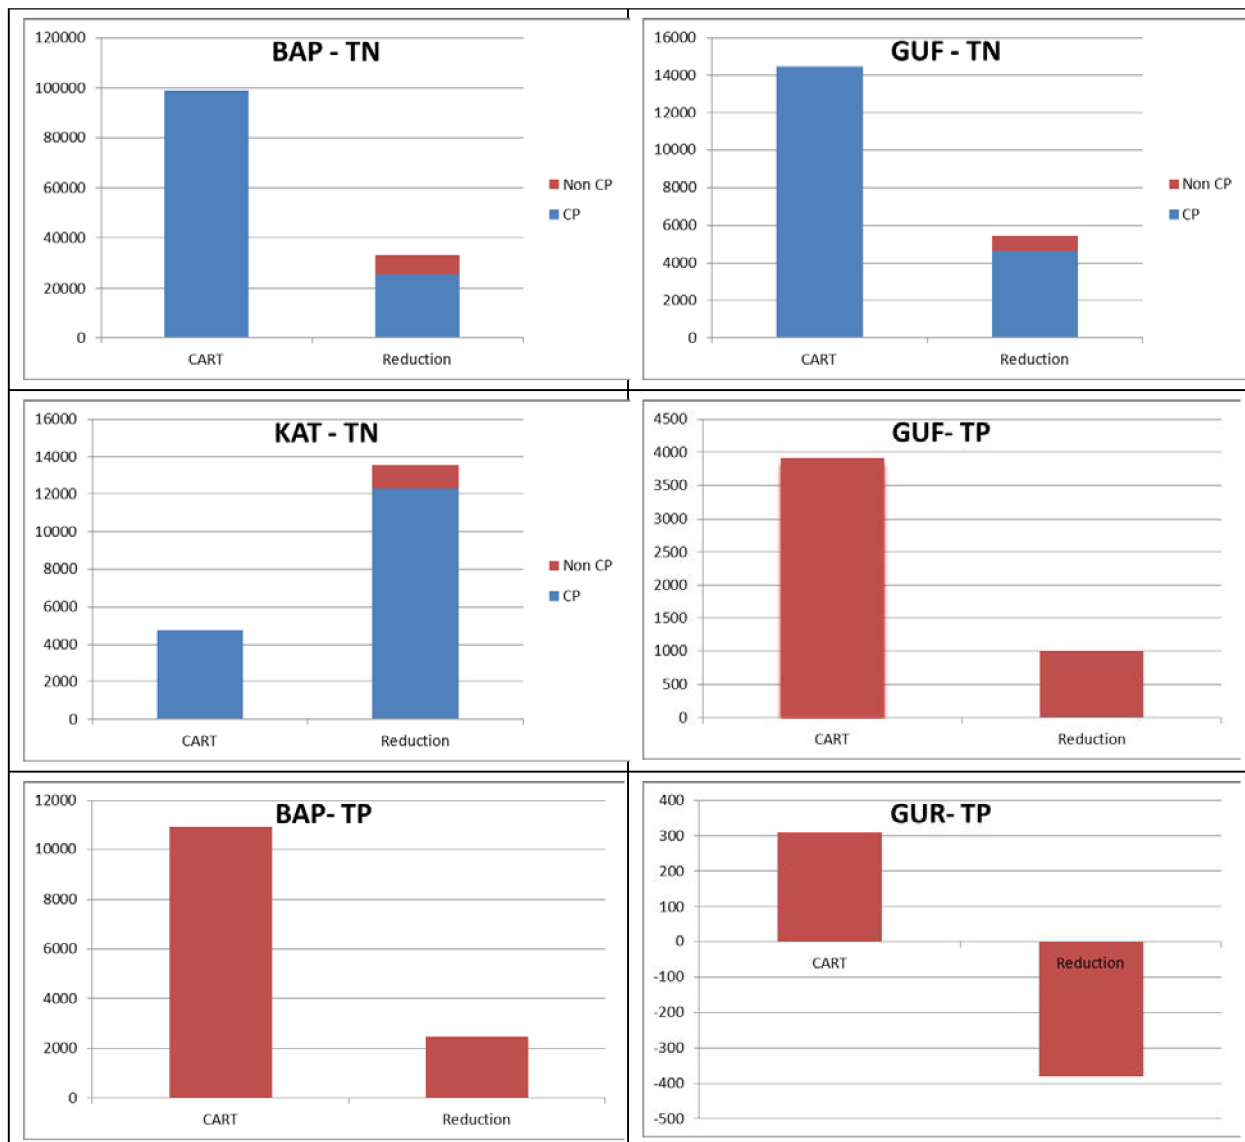 BAP - TN
120000
100000
80000
60000
40000
20000
0
CART Reduction
Non CP
CP
GUF - TN
16000
14000
12000
10000
8000
6000
4000
2000
0
CART Reduction
Non CP
CP
KAT - TN
16000
14000
12000
10000
8000
6000
4000
2000
0
CART Reduction
Non CP
CP
GUF- TP
4500
4000
3500
3000
2500
2000
1500
1000
500
0
CART Reduction
BAP- TP
12000
10000
8000
6000
4000
2000
0
CART Reduction
GUR- TP
400
300
200
100
0
-100
-200
-300
-400
-500
CART Reduction